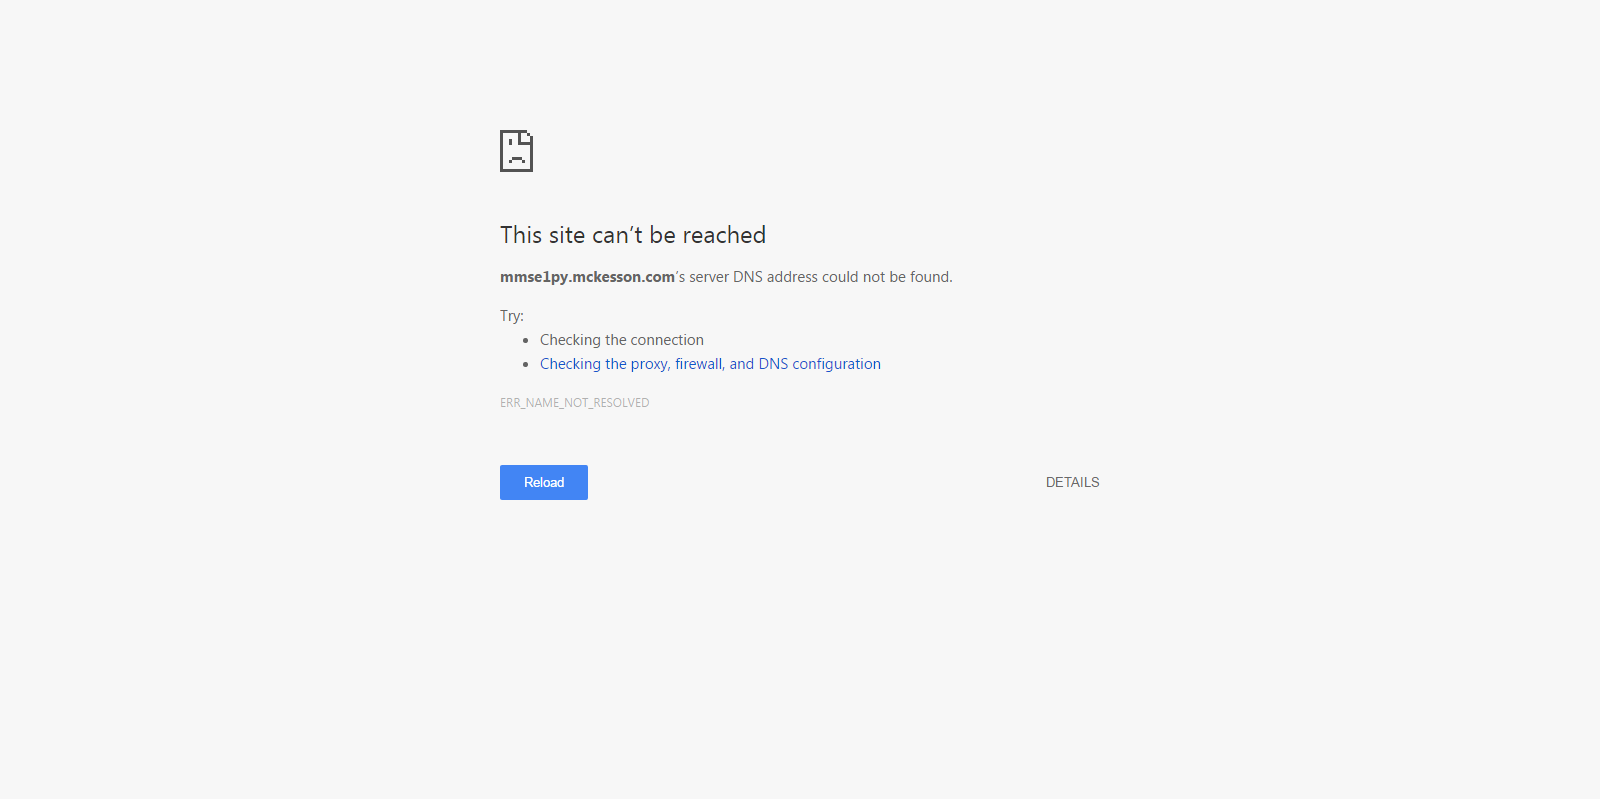 This site can’t be reached
mmse1py.mckesson.com’s server DNS address could not be found.
Try:
• Checking the connection
• Checking the proxy, firewall, and DNS configuration
ERR_NAME_NOT_RESOLVED
Reload
DETAILS